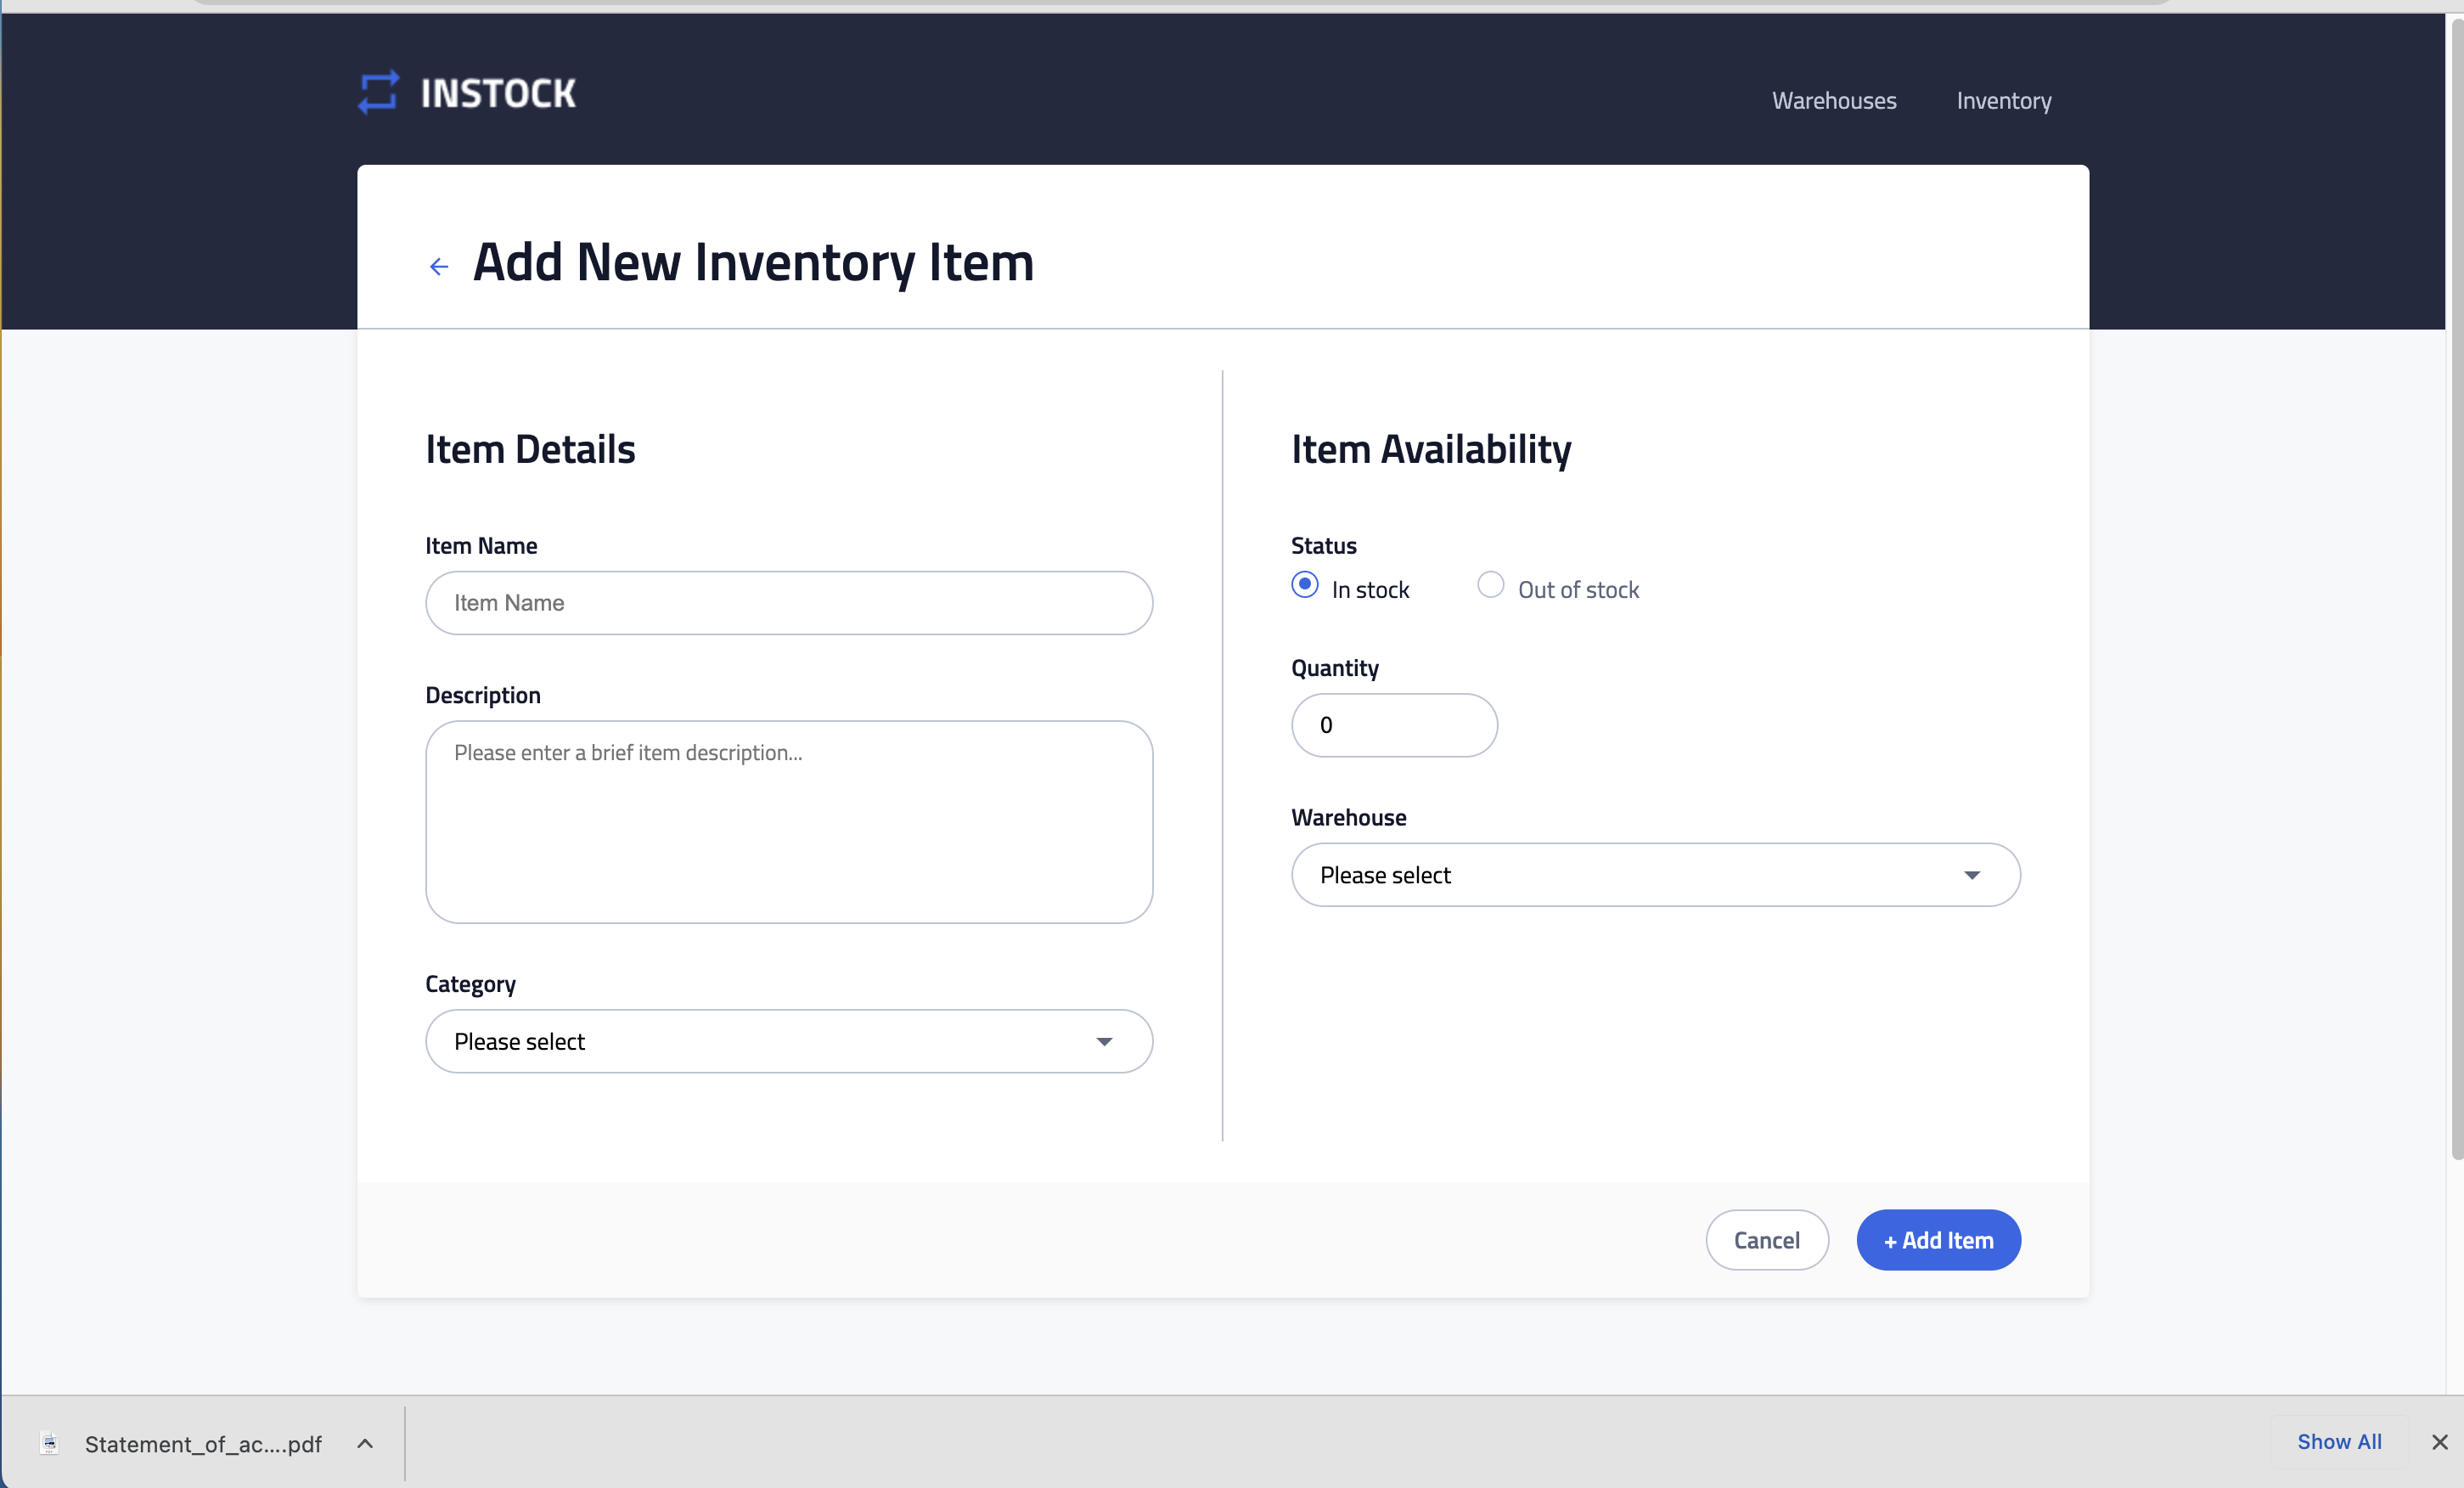 INSTOCK
Warehouses
Inventory
Add New Inventory Item
Item Details
Item Name
Item Name
Description
Please enter a brief item description...
Category
Please select
Item Availability
Status
In stock
Out of stock
Quantity
0
Warehouse
Please select
Cancel
+ Add Item
Statement_of_ac....pdf
Show All